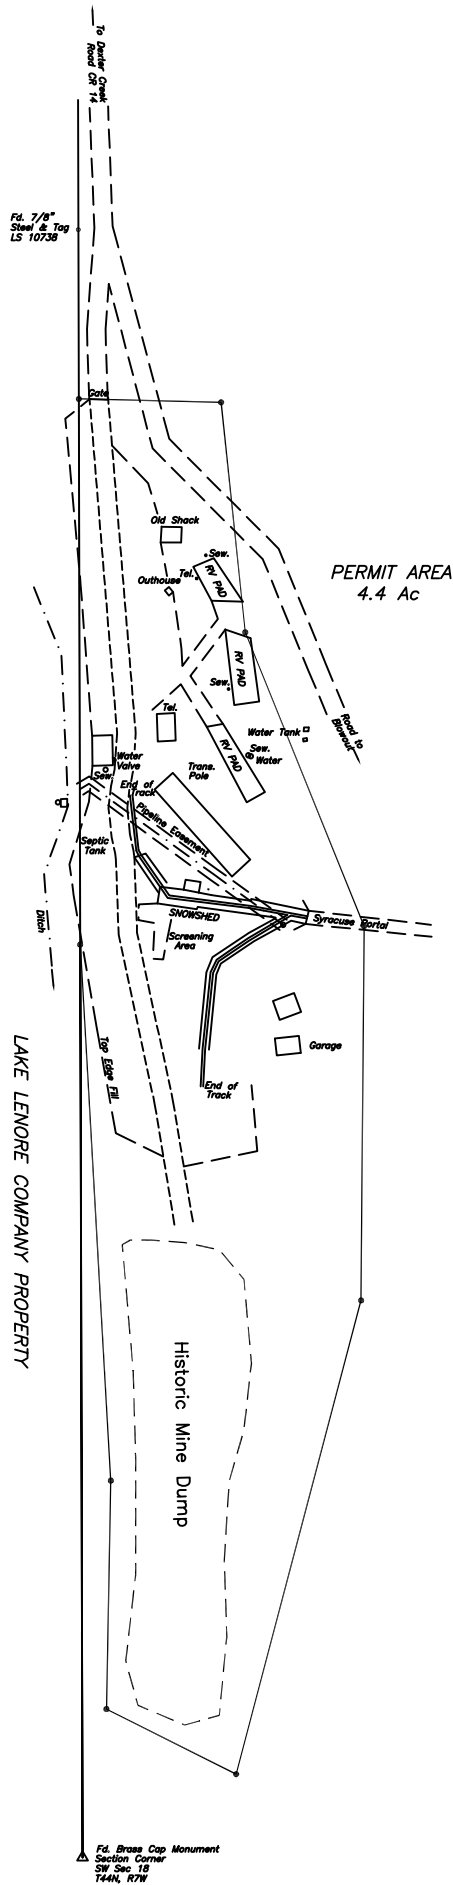 To Dexter Creek
Road CR 14
Fd. 7/8"
Steel & Tag
LS 10738
Gate
Old Shack
Sew.
Tel.
RV PAD
Outhouse
PERMIT AREA
4.4 Ac
RV PAD
Sew.
Tel.
Water Tank
Road to
Blowout
RV PAD
Sew.
Water
Water
Valve
Sew.
Trans.
Pole
End of
Track
Pipeline Easement
Septic
Tank
SNOWSHED
Syracuse Portal
Ditch
Screening
Area
Garage
Top Edge Fill
End of
Track
LAKE LENORE COMPANY PROPERTY
Historic Mine Dump
Fd. Brass Cap Monument
Section Corner
SW Sec 18
T44N, R7W